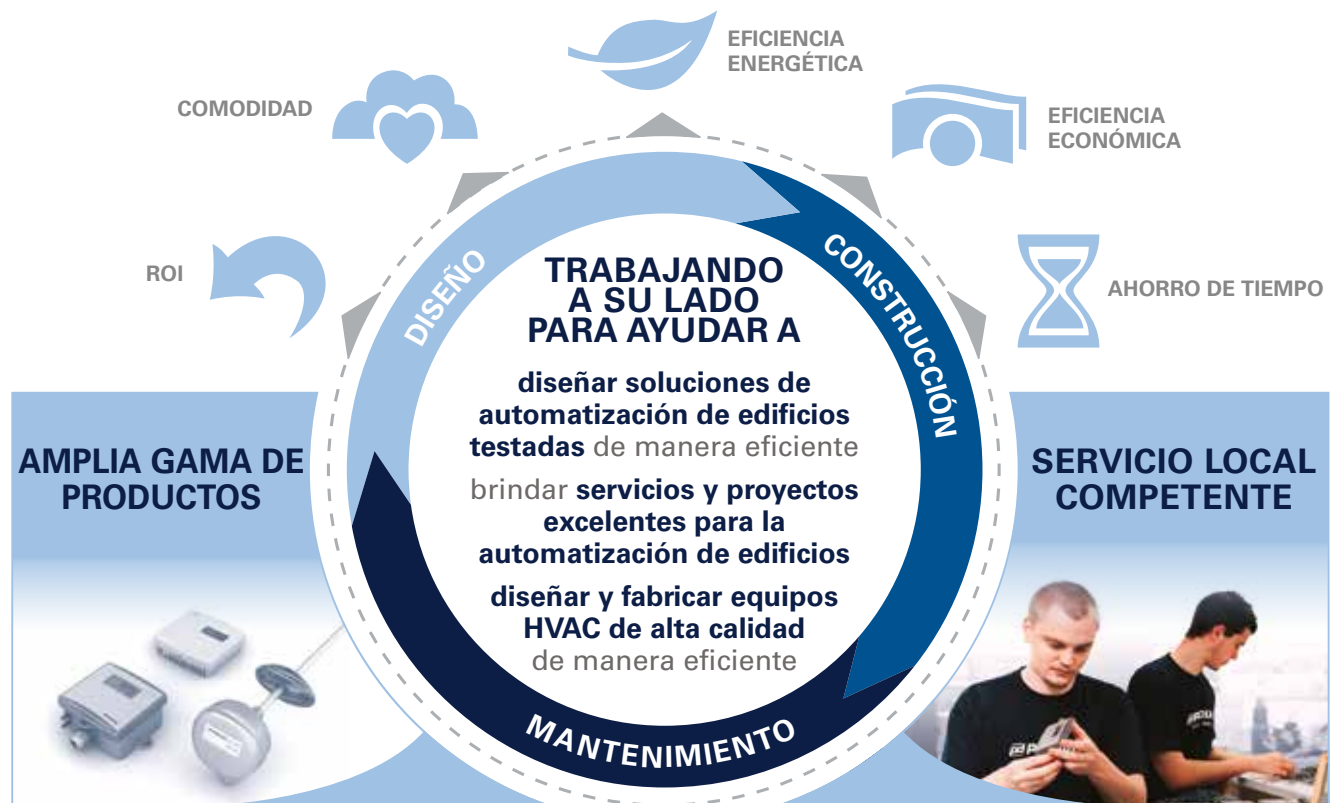 EFICIENCIA
ENERGÉTICA
COMODIDAD
EFICIENCIA
ECONÓMICA
ROI
AHORRO DE TIEMPO
DISEÑO
CONSTRUCCIÓN
MANTENIMIENTO
TRABAJANDO
A SU LADO
PARA AYUDAR A
diseñar soluciones de
automatización de edificios
testadas de manera eficiente
brindar servicios y proyectos
excelentes para la
automatización de edificios
diseñar y fabricar equipos
HVAC de alta calidad
de manera eficiente
AMPLIA GAMA DE
PRODUCTOS
SERVICIO LOCAL
COMPETENTE